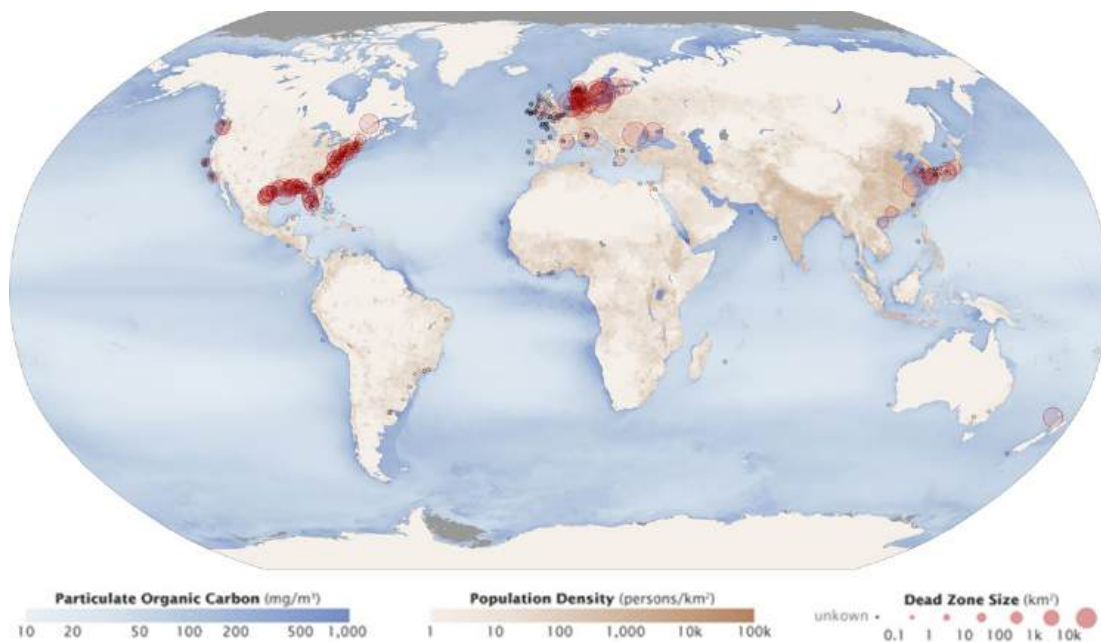 Particulate Organic Carbon (mg/m³)
10 20 50 100 200 500 1,000
Population Density (persons/km²)
1 10 100 1,000 10k 100k
Dead Zone Size (km²)
unkown
0.1 1 10 100 1k 10k